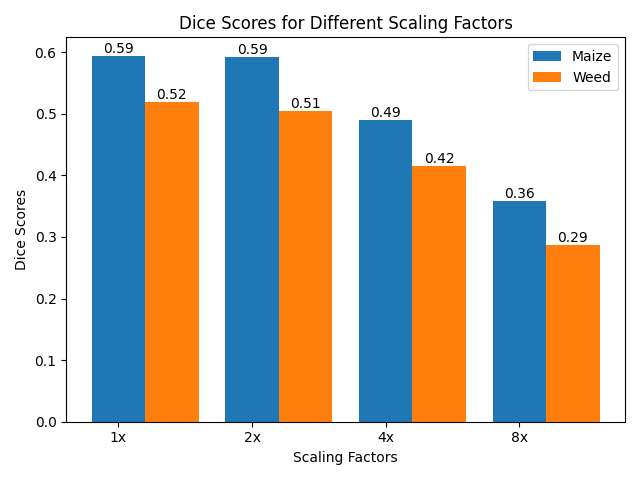 Dice Scores for Different Scaling Factors
Maize
Weed
0.59
0.52
0.59
0.51
0.49
0.42
0.36
0.29
Dice Scores
0.6
0.5
0.4
0.3
0.2
0.1
0.0
1x
2x
4x
8x
Scaling Factors